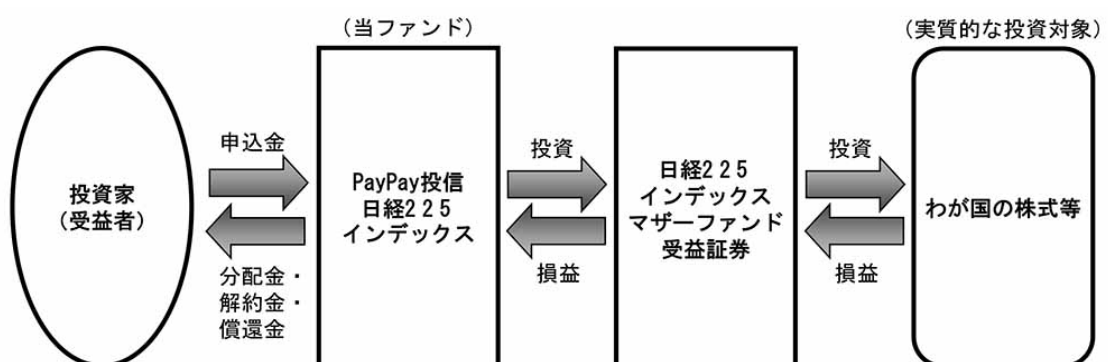 (当ファンド)
(実質的な投資対象)
投資家
(受益者)
申込金
分配金・
解約金・
償還金
PayPay投信
日経225
インデックス
投資
損益
日経225
インデックス
マザーファンド
受益証券
投資
損益
わが国の株式等